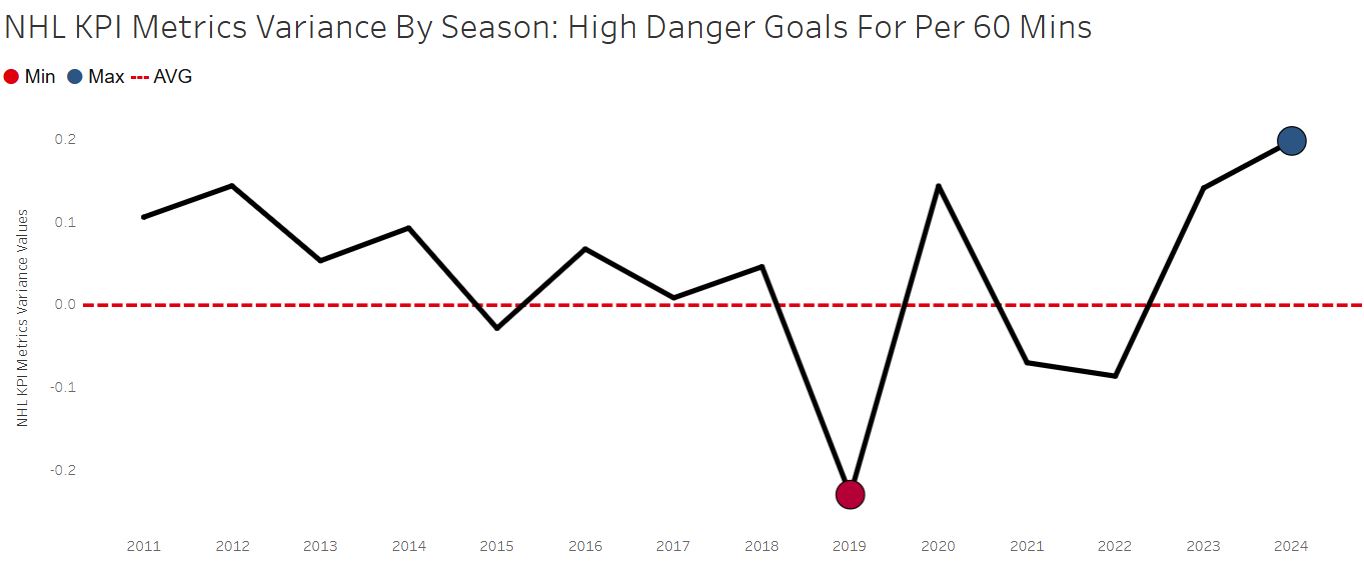 NHL KPI Metrics Variance By Season: High Danger Goals For Per 60 Mins
Min Max AVG
NHL KPI Metrics Variance Values
0.2
0.1
0.0
-0.1
-0.2
2011 2012 2013 2014 2015 2016 2017 2018 2019 2020 2021 2022 2023 2024